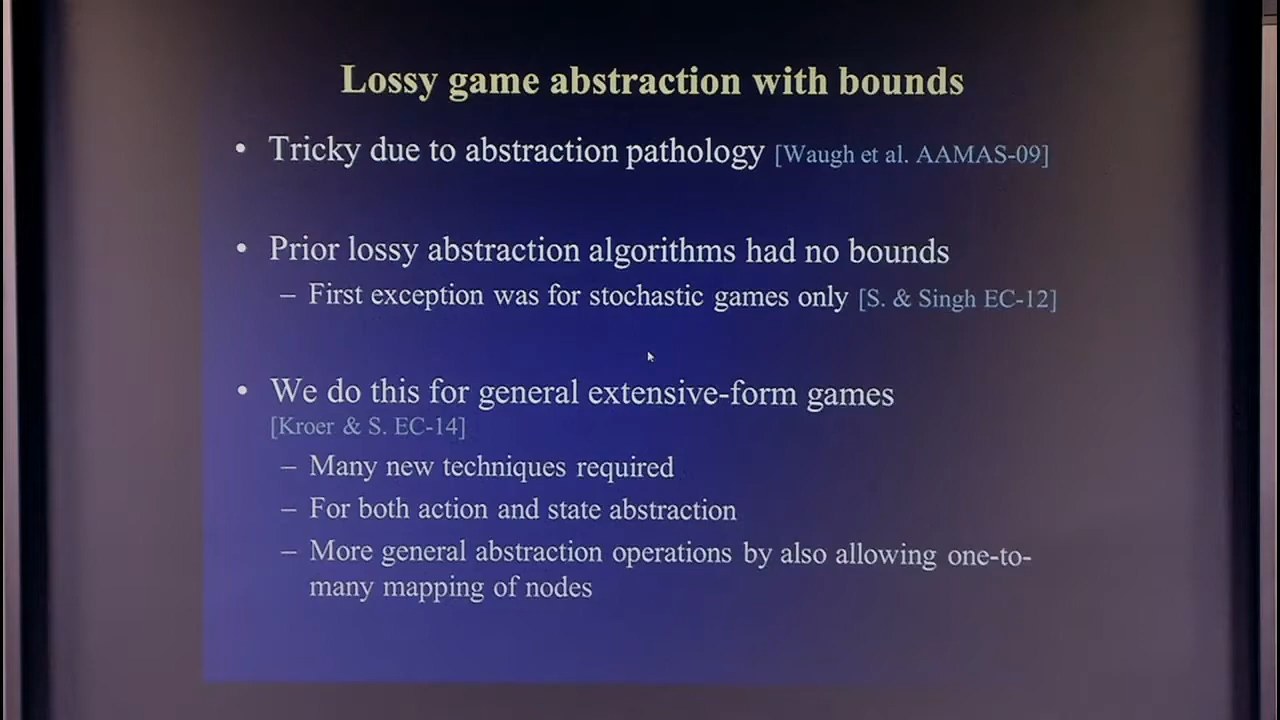 Lossy game abstraction with bounds
• Tricky due to abstraction pathology [Waugh et al. AAMAS-09]
• Prior lossy abstraction algorithms had no bounds
– First exception was for stochastic games only [S. & Singh EC-12]
• We do this for general extensive-form games
[Kroer & S. EC-14]
– Many new techniques required
– For both action and state abstraction
– More general abstraction operations by also allowing one-to-
many mapping of nodes